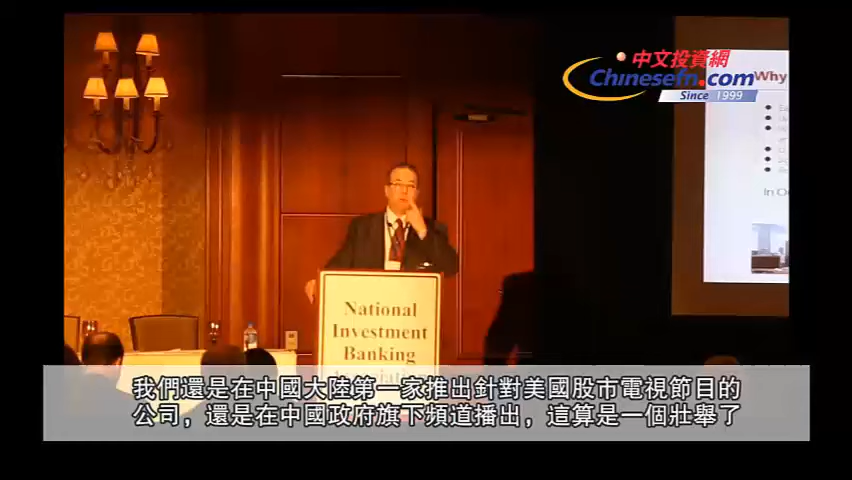 中文投資網
Chinesefn.com
Since 1999
Why
In O
National
Investment
Banking
我們還是在中國大陸第一家推出針對美國股市電視節目的
公司，還是在中國政府旗下頻道播出，這算是一個壯舉了